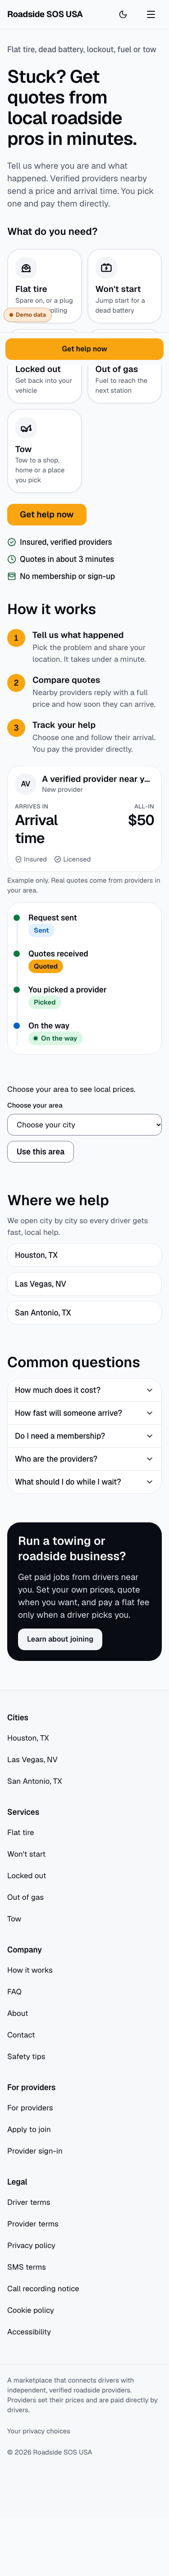 Roadside SOS USA
Flat tire, dead battery, lockout, fuel or tow
Stuck? Get
quotes from
local roadside
pros in minutes.
Tell us where you are and what
happened. Verified providers nearby
send a price and arrival time. You pick
one and pay them directly.
What do you need?
Flat tire
Spare on, or a plug
Won't start
Jump start for a
dead battery
Demo data
Get help now
Locked out
Get back into your
vehicle
Out of gas
Fuel to reach the
next station
Tow
Tow to a shop,
home or a place
you pick
Get help now
Insured, verified providers
Quotes in about 3 minutes
No membership or sign-up
How it works
1
Tell us what happened
Pick the problem and share your
location. It takes under a minute.
2
Compare quotes
Nearby providers reply with a full
price and how soon they can arrive.
3
Track your help
Choose one and follow their arrival.
You pay the provider directly.
AV
A verified provider near y...
New provider
ARRIVES IN
Arrival
time
ALL-IN
$50
Insured
Licensed
Example only. Real quotes come from providers in
your area.
Request sent
Sent
Quotes received
Quoted
You picked a provider
Picked
On the way
On the way
Choose your area to see local prices.
Choose your area
Choose your city
Use this area
Where we help
We open city by city so every driver gets
fast, local help.
Houston, TX
Las Vegas, NV
San Antonio, TX
Common questions
How much does it cost?
How fast will someone arrive?
Do I need a membership?
Who are the providers?
What should I do while I wait?
Run a towing or
roadside business?
Get paid jobs from drivers near
you. Set your own prices, quote
when you want, and pay a flat fee
only when a driver picks you.
Learn about joining
Cities
Houston, TX
Las Vegas, NV
San Antonio, TX
Services
Flat tire
Won't start
Locked out
Out of gas
Tow
Company
How it works
FAQ
About
Contact
Safety tips
For providers
For providers
Apply to join
Provider sign-in
Legal
Driver terms
Provider terms
Privacy policy
SMS terms
Call recording notice
Cookie policy
Accessibility
A marketplace that connects drivers with
independent, verified roadside providers.
Providers set their prices and are paid directly by
drivers.
Your privacy choices
© 2026 Roadside SOS USA